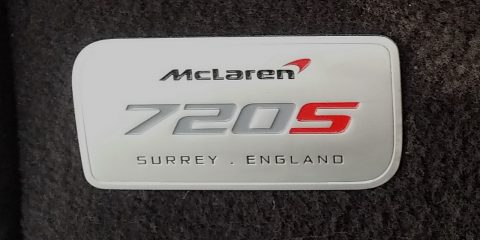 McLaren
720S
SURREY . ENGLAND